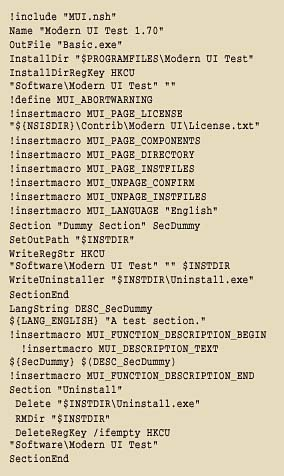 !include "MUI.nsh"
Name "Modern UI Test 1.70"
OutFile "Basic.exe"
InstallDir "$PROGRAMFILES\Modern UI Test"
InstallDirRegKey HKCU
"Software\Modern UI Test" ""
!define MUI_ABORTWARNING
!insertmacro MUI_PAGE_LICENSE
"${NSISDIR}\Contrib\Modern UI\License.txt"
!insertmacro MUI_PAGE_COMPONENTS
!insertmacro MUI_PAGE_DIRECTORY
!insertmacro MUI_PAGE_INSTFILES
!insertmacro MUI_UNPAGE_CONFIRM
!insertmacro MUI_UNPAGE_INSTFILES
!insertmacro MUI_LANGUAGE "English"
Section "Dummy Section" SecDummy
SetOutPath "$INSTDIR"
WriteRegStr HKCU
"Software\Modern UI Test" "" $INSTDIR
WriteUninstaller "$INSTDIR\Uninstall.exe"
SectionEnd
LangString DESC_SecDummy
${LANG_ENGLISH} "A test section."
!insertmacro MUI_FUNCTION_DESCRIPTION_BEGIN
  !insertmacro MUI_DESCRIPTION_TEXT
${SecDummy} $(DESC_SecDummy)
!insertmacro MUI_FUNCTION_DESCRIPTION_END
Section "Uninstall"
 Delete "$INSTDIR\Uninstall.exe"
 RMDir "$INSTDIR"
 DeleteRegKey /ifempty HKCU
"Software\Modern UI Test"
SectionEnd